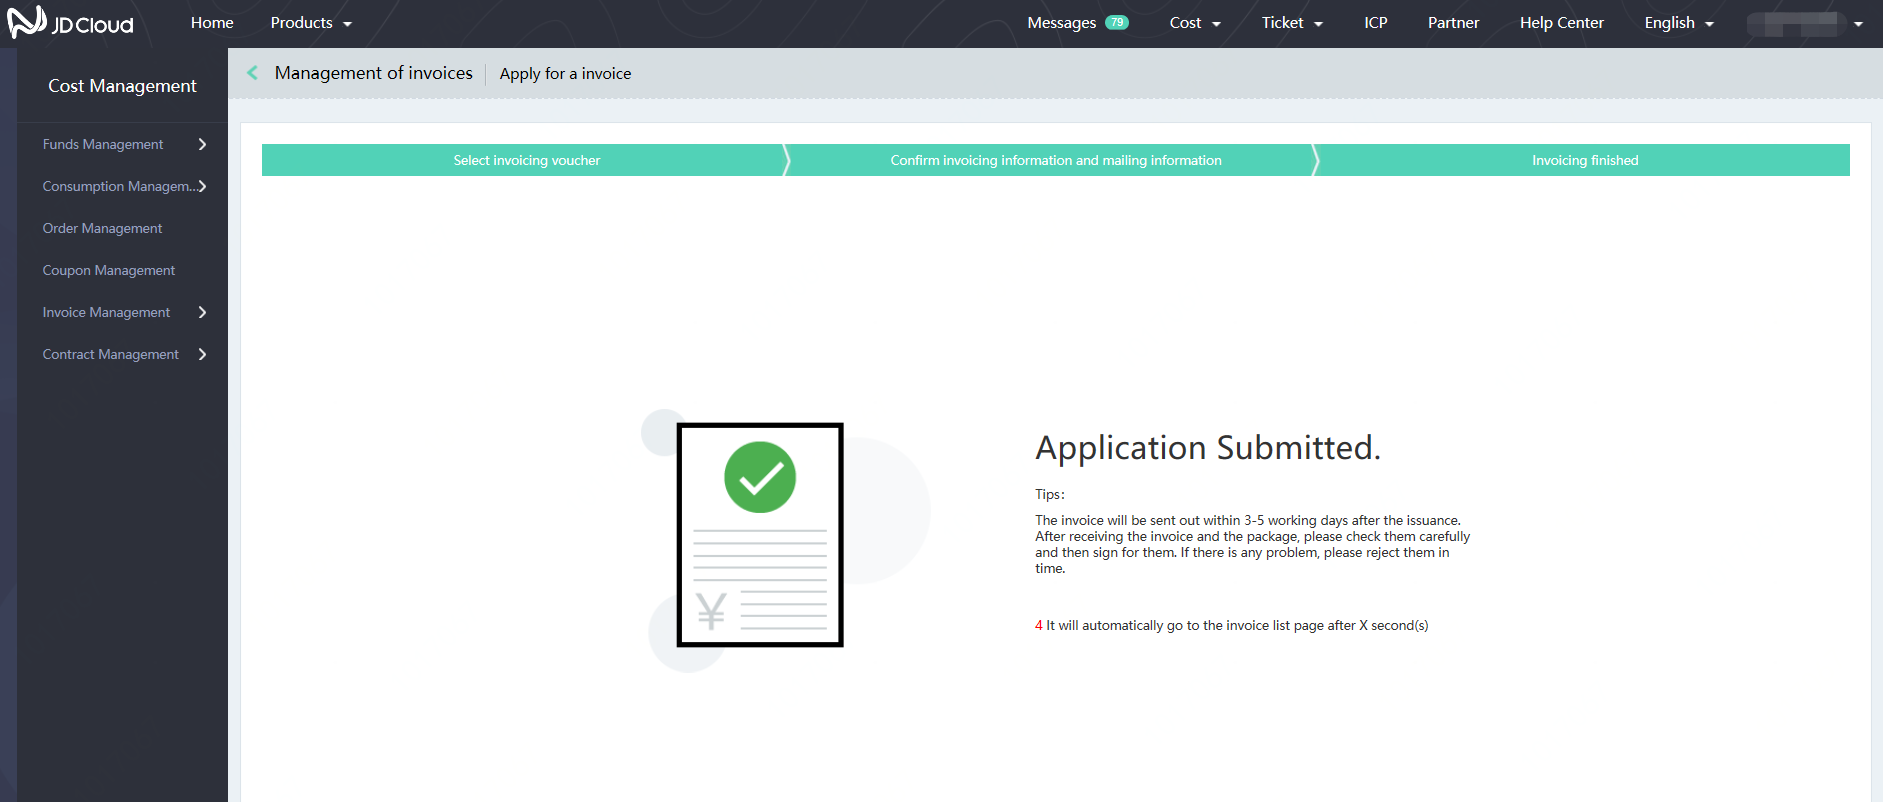 JD Cloud
Home
Products
Messages 79
Cost
Ticket
ICP
Partner
Help Center
English
Cost Management
Funds Management
Consumption Managem...
Order Management
Coupon Management
Invoice Management
Contract Management
Management of invoices
Apply for a invoice
Select invoicing voucher
Confirm invoicing information and mailing information
Invoicing finished
¥
Application Submitted.
Tips:
The invoice will be sent out within 3-5 working days after the issuance.
After receiving the invoice and the package, please check them carefully
and then sign for them. If there is any problem, please reject them in
time.
4 It will automatically go to the invoice list page after X second(s)